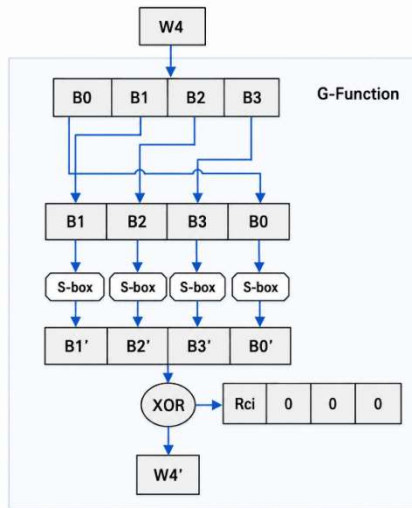 W4
G-Function
B0 B1 B2 B3
B1 B2 B3 B0
S-box S-box S-box S-box
B1’ B2’ B3’ B0’
XOR Rci 0 0 0
W4’